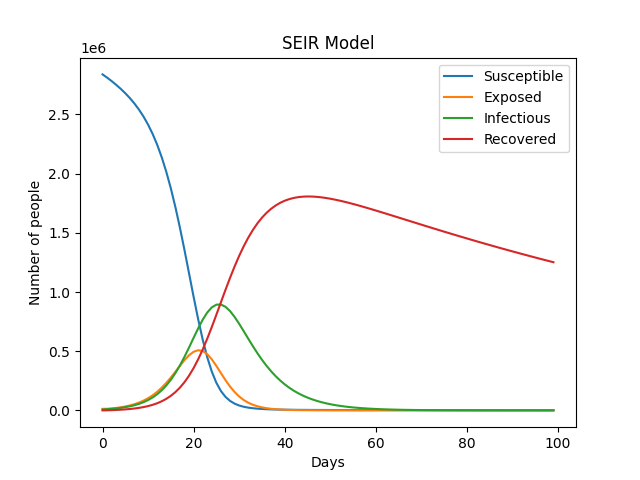 SEIR Model
1e6
Susceptible
Exposed
Infectious
Recovered
2.5
2.0
1.5
1.0
0.5
0.0
Number of people
0 20 40 60 80 100
Days